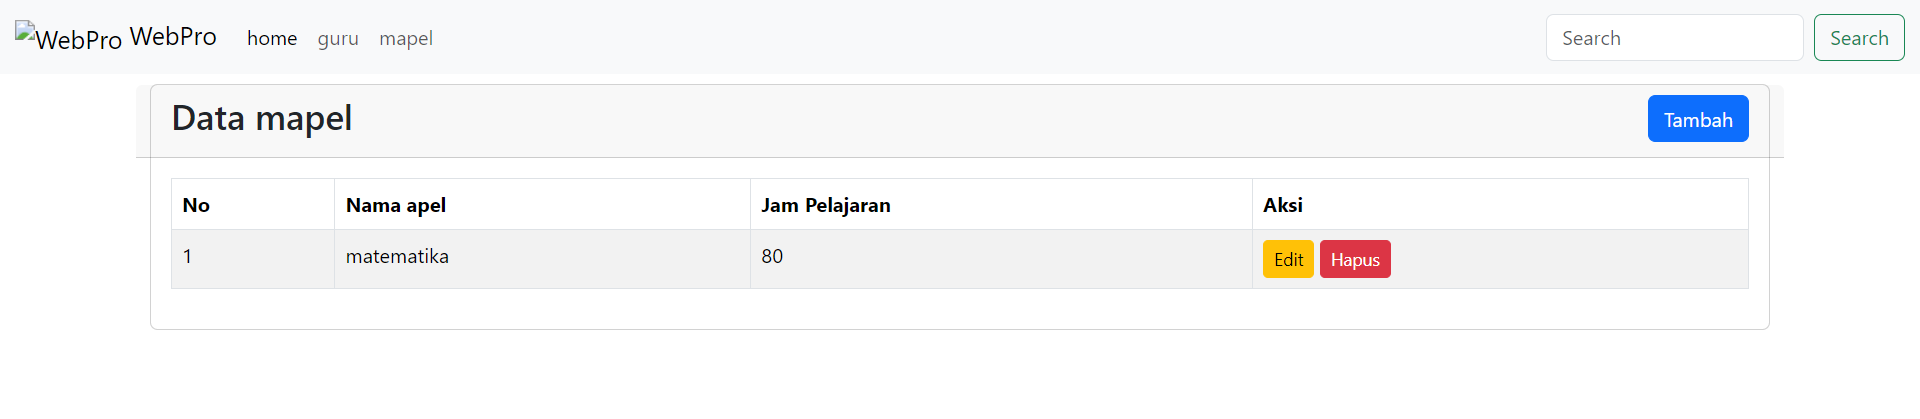 WebPro WebPro home guru mapel Search Search
Data mapel Tambah
No Nama apel Jam Pelajaran Aksi
1 matematika 80 Edit Hapus